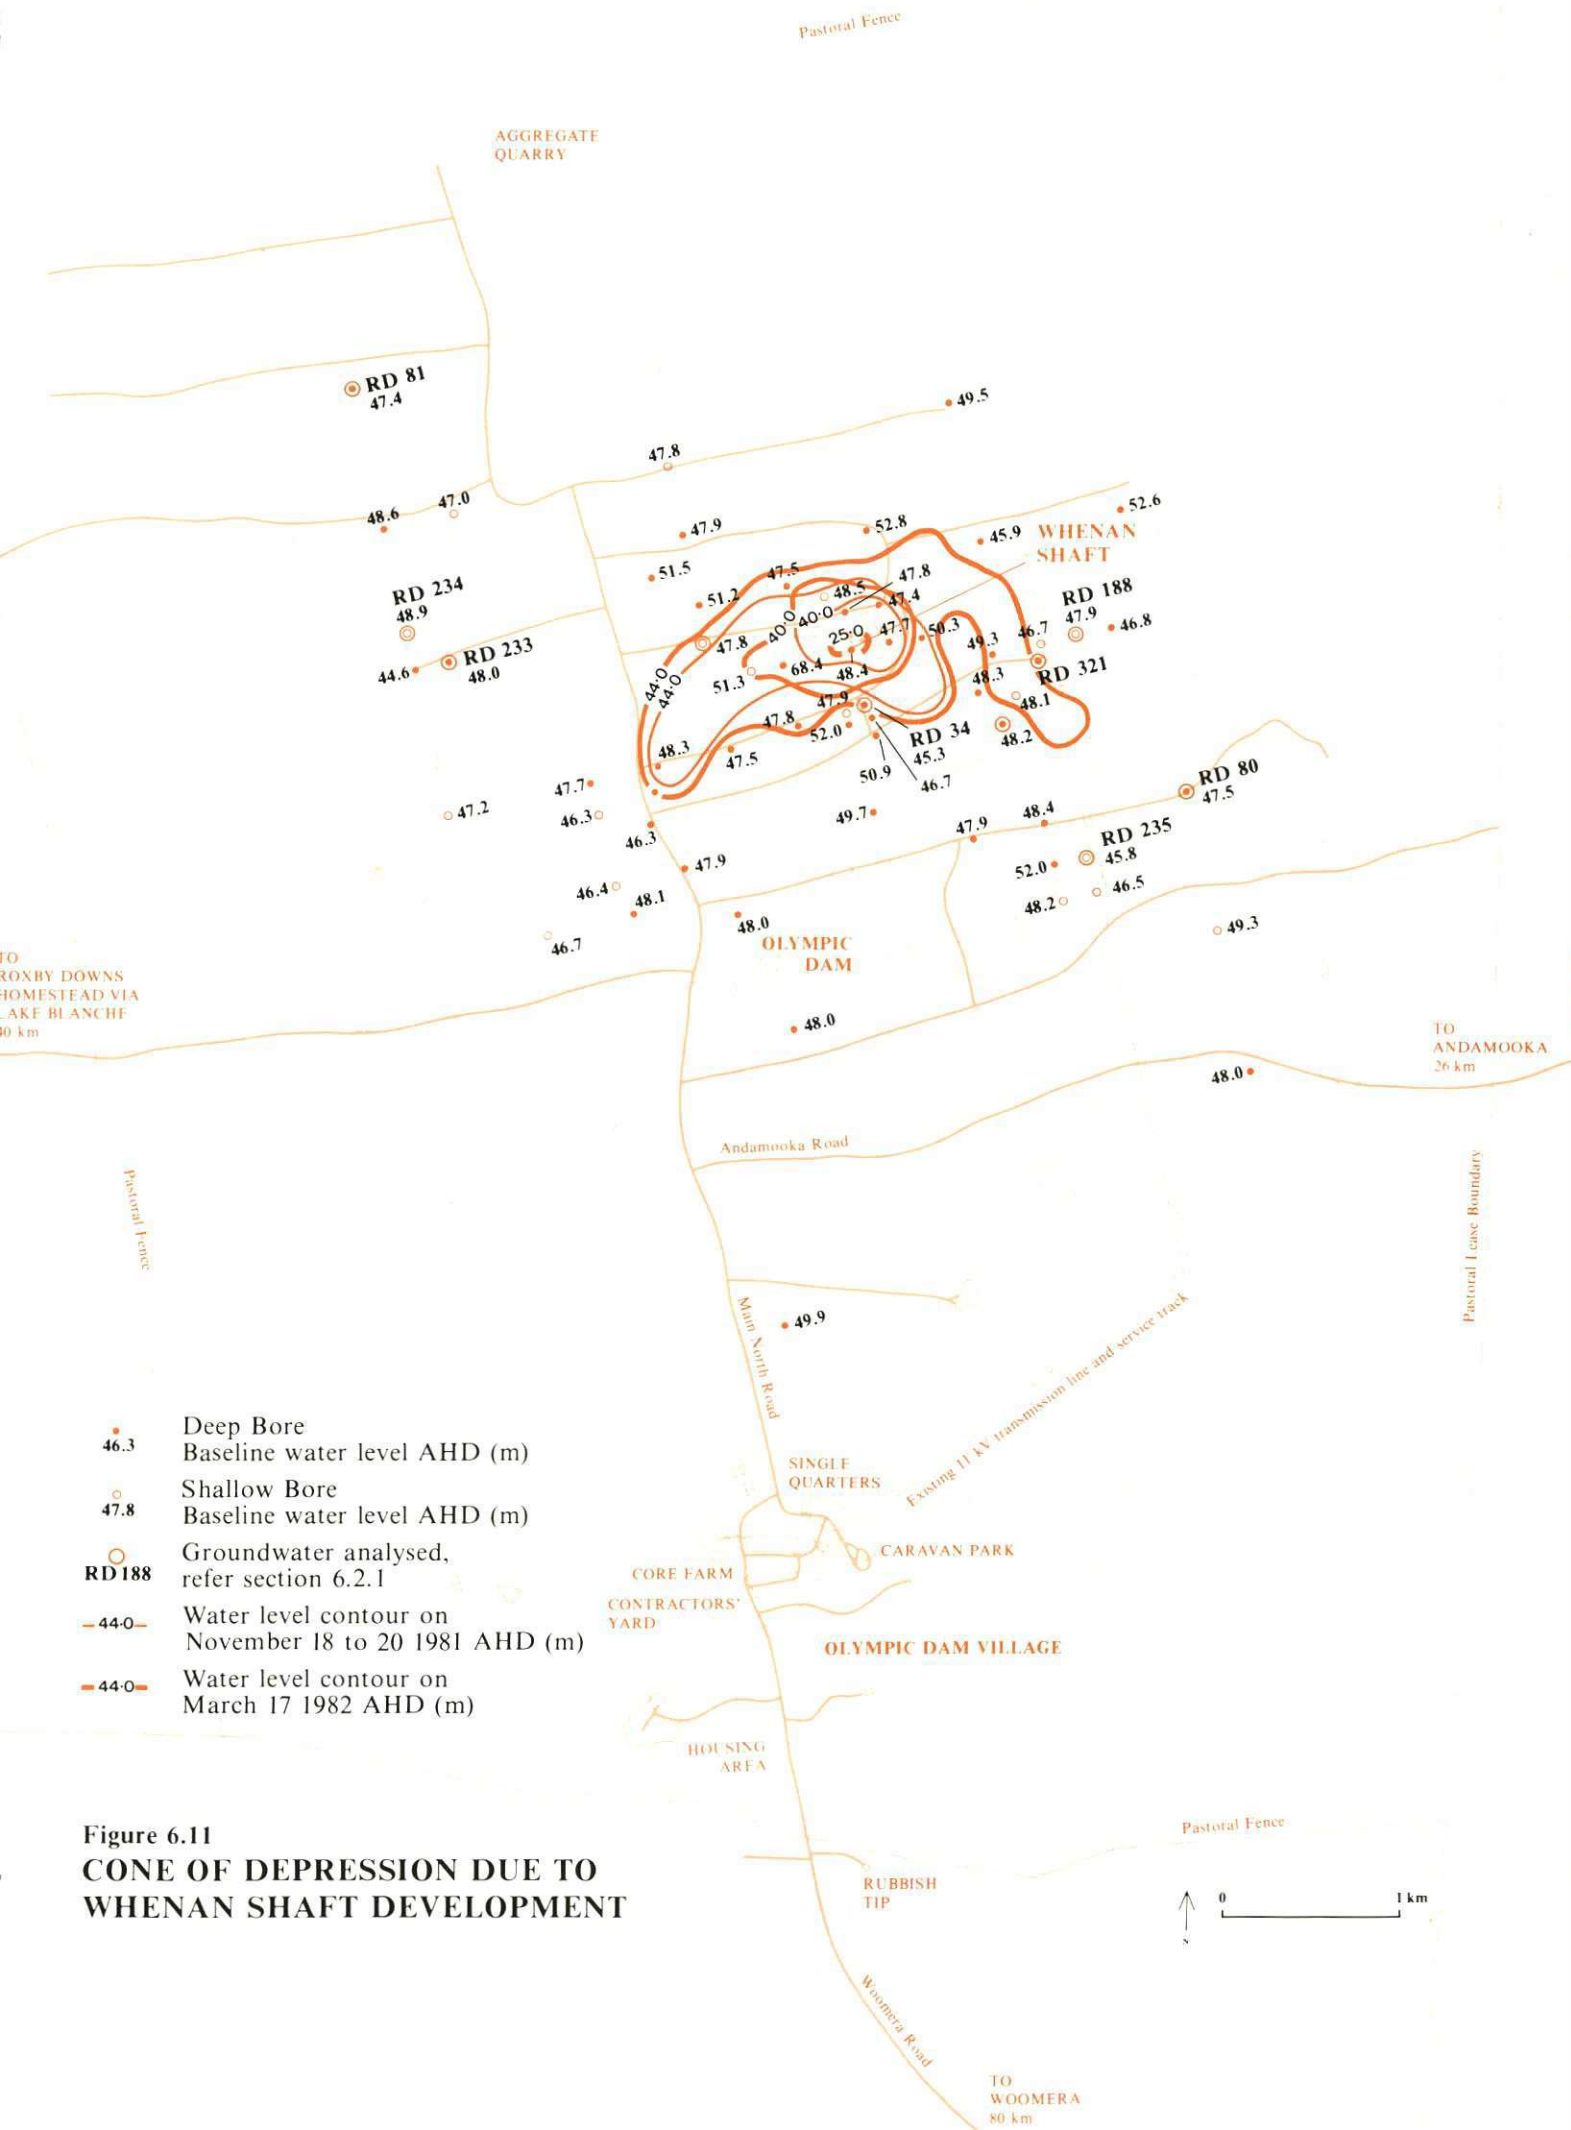 Pastoral Fence
AGGREGATE
QUARRY
RD 81
47.4
49.5
47.8
48.6
47.0
47.9
52.8
52.6
45.9
WHENAN
SHAFT
51.5
47.5
47.8
RD 234
48.9
51.2
48.5
47.4
RD 188
47.9
46.8
40·0
40·0
47.8
25·0
47.7
50.3
49.3
46.7
RD 233
48.0
44.6
44·0
44·0
51.3
68.4
48.4
48.3
RD 321
48.1
47.9
47.8
52.0
RD 34
45.3
48.2
48.3
47.5
50.9
46.7
47.7
47.2
46.3
46.3
49.7
RD 80
47.5
47.9
48.4
RD 235
45.8
52.0
46.5
48.2
47.9
46.4
48.1
48.0
46.7
49.3
OLYMPIC
DAM
TO
ROXBY DOWNS
HOMESTEAD VIA
LAKE BLANCHE
40 km
48.0
TO
ANDAMOOKA
26 km
48.0
Andamooka Road
Pastoral Fence
Pastoral Lease Boundary
Main North Road
49.9
Existing 11 kV transmission line and service track
46.3
Deep Bore
Baseline water level AHD (m)
47.8
Shallow Bore
Baseline water level AHD (m)
RD188
Groundwater analysed,
refer section 6.2.1
44·0
Water level contour on
November 18 to 20 1981 AHD (m)
44·0
Water level contour on
March 17 1982 AHD (m)
SINGLE
QUARTERS
CARAVAN PARK
CORE FARM
CONTRACTORS'
YARD
OLYMPIC DAM VILLAGE
HOUSING
AREA
Figure 6.11
CONE OF DEPRESSION DUE TO
WHENAN SHAFT DEVELOPMENT
Pastoral Fence
RUBBISH
TIP
0 1 km
N
Woomera Road
TO
WOOMERA
80 km